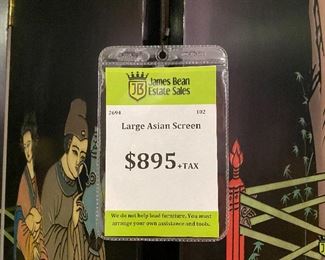 JB
James Bean
Estate Sales
2694 102
Large Asian Screen
$895+TAX
We do not help load furniture. You must
arrange your own assistance and tools.